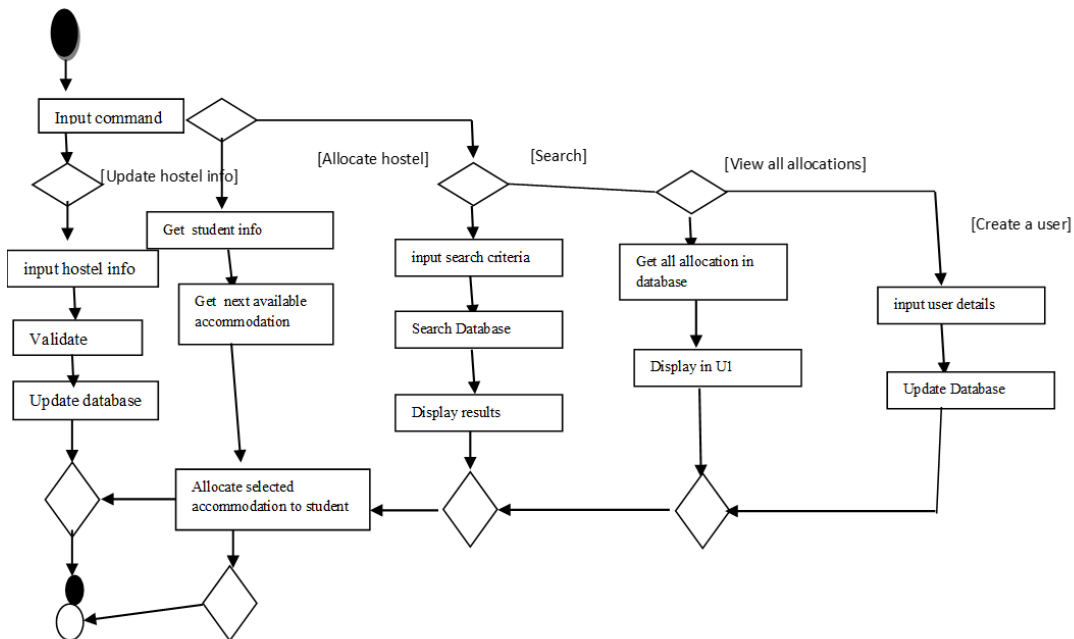 Input command
[Update hostel info]
[Allocate hostel]
[Search]
[View all allocations]
[Create a user]
input hostel info
Validate
Update database
Get student info
Get next available
accommodation
Allocate selected
accommodation to student
input search criteria
Search Database
Display results
Get all allocation in
database
Display in U1
input user details
Update Database